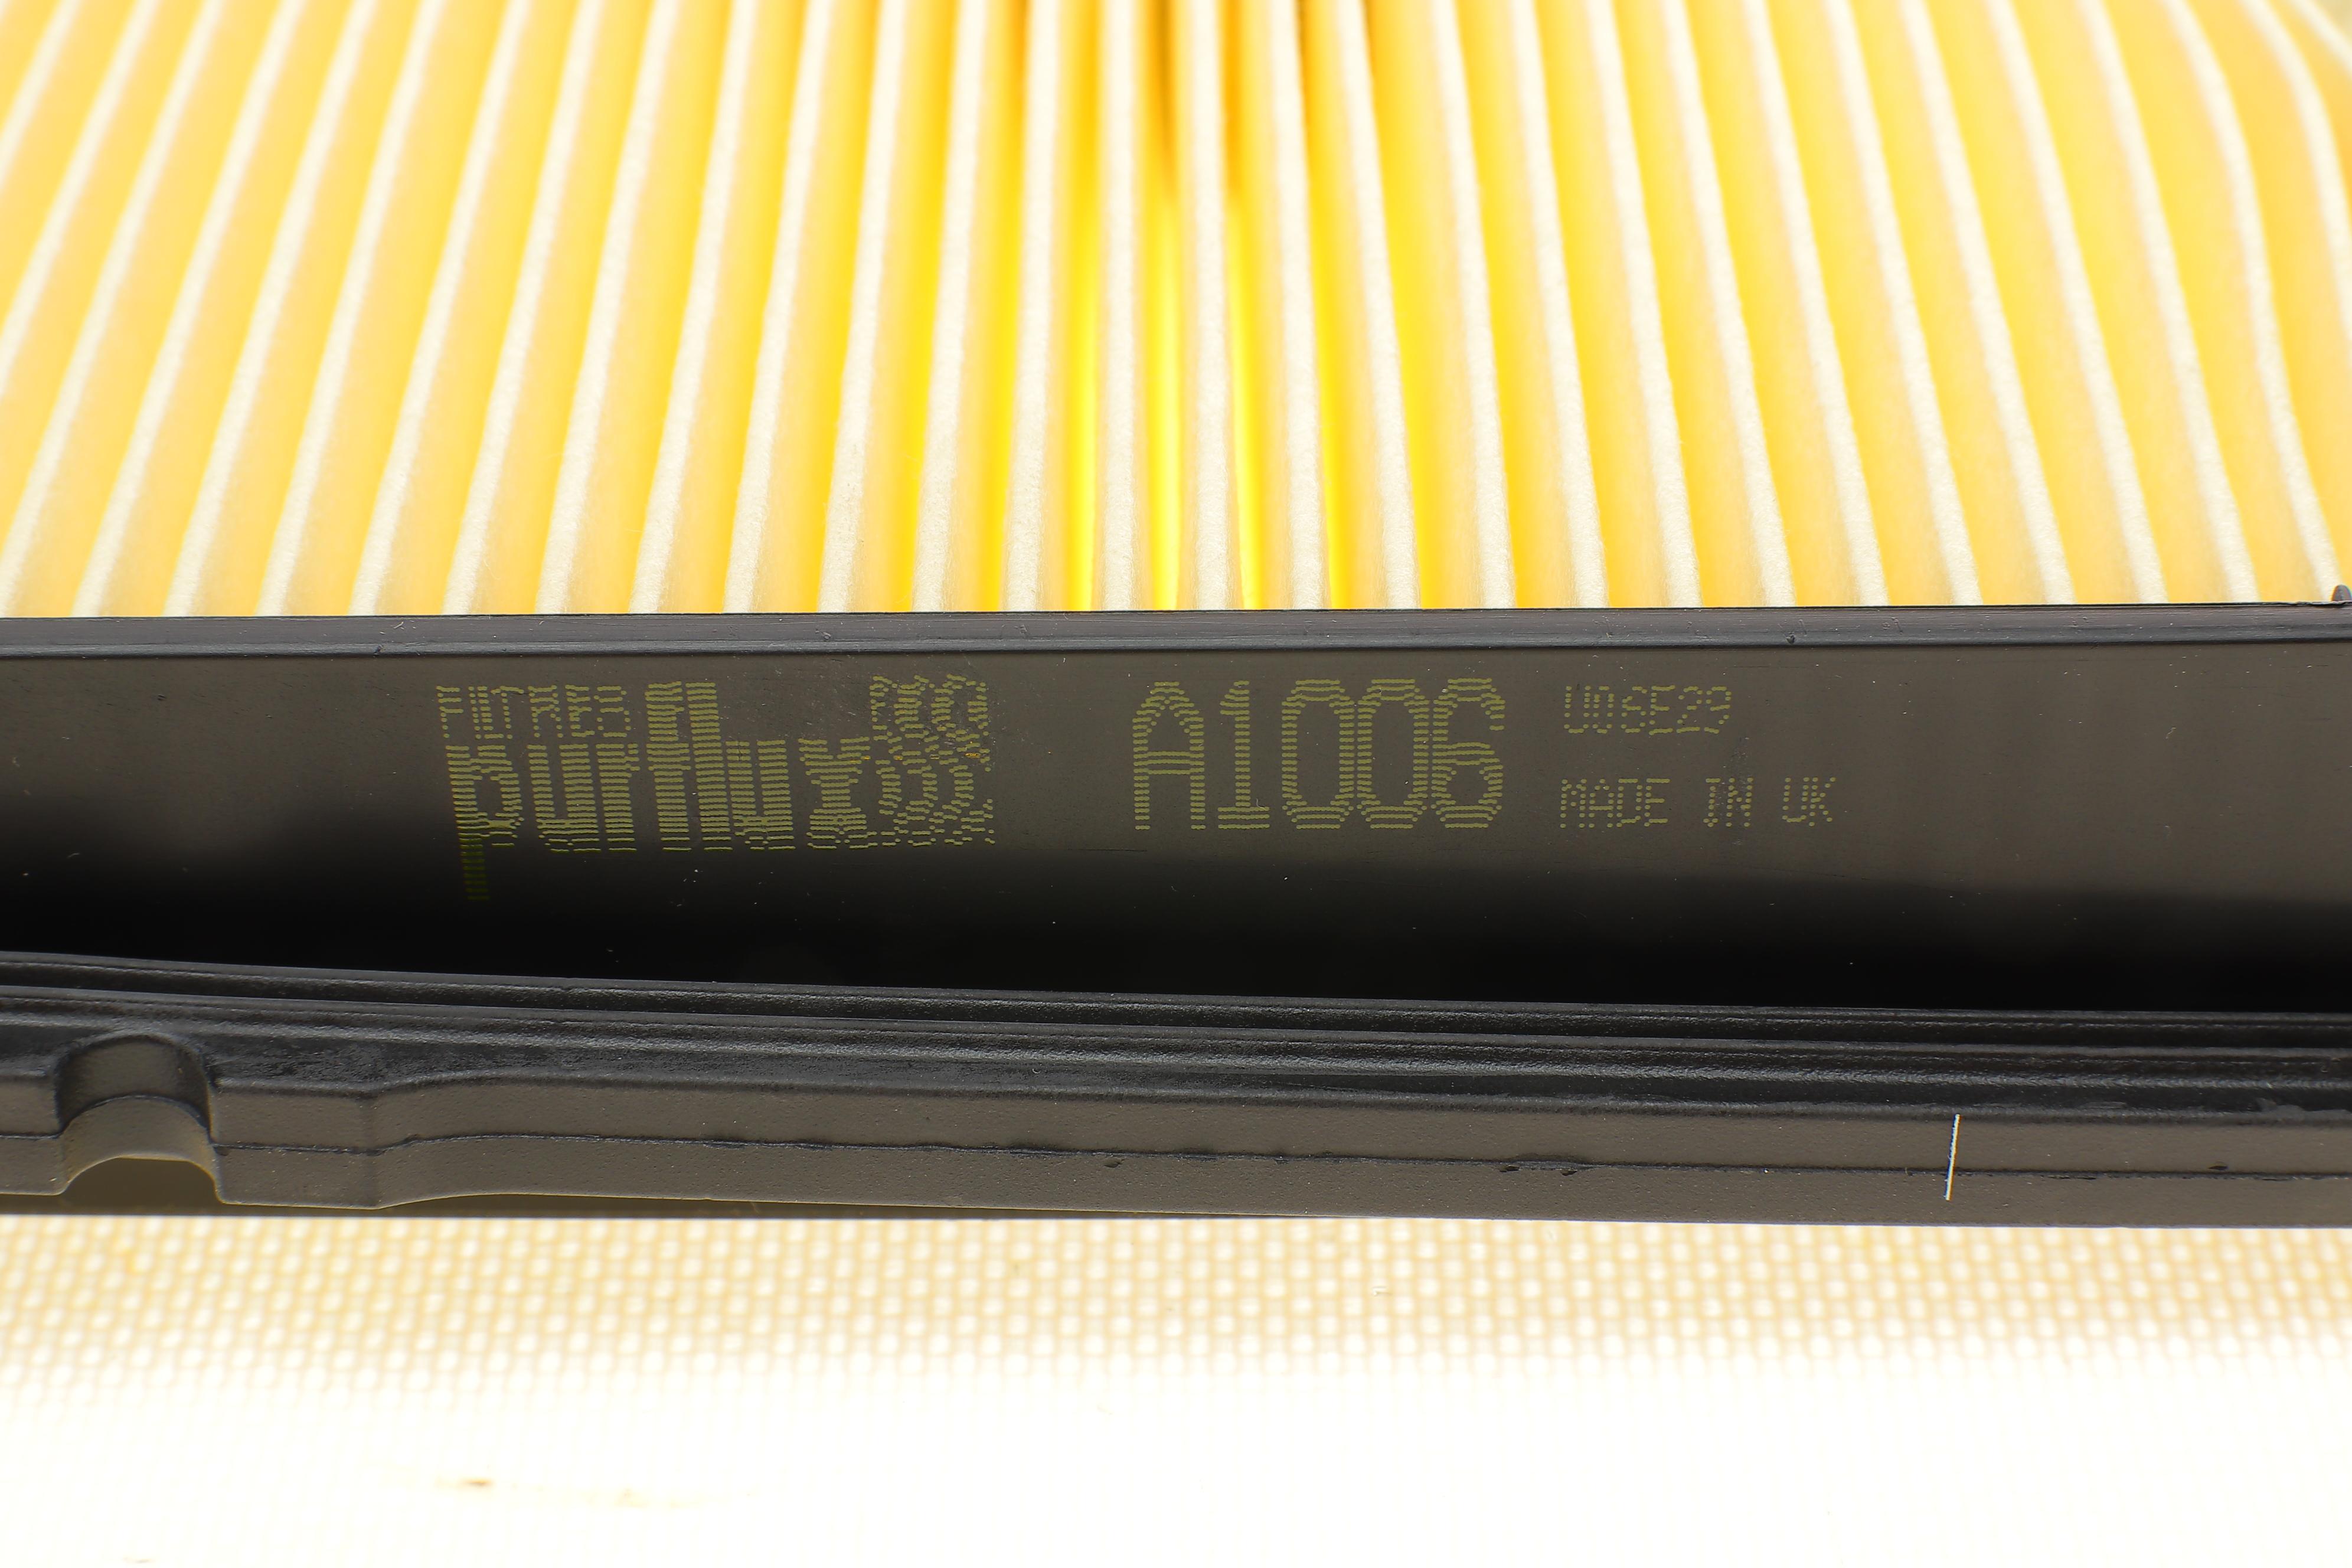 FILTRES
purflux
A1006
U06E29
MADE IN UK